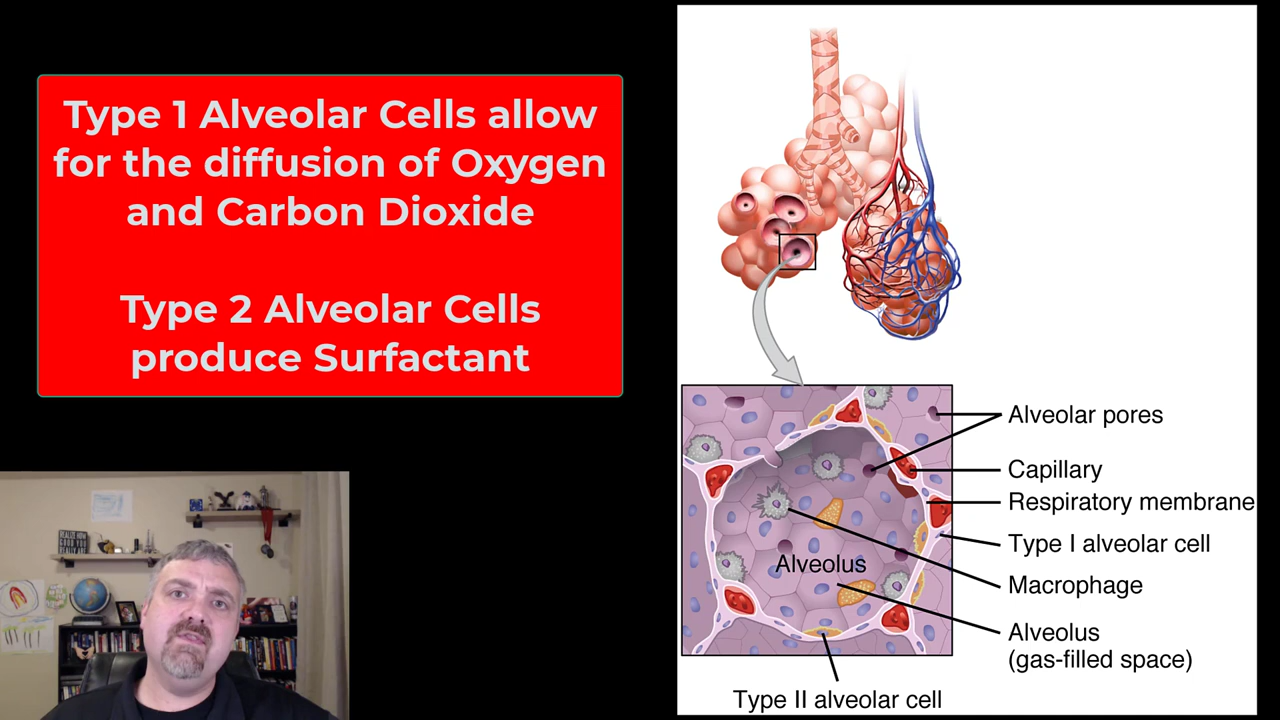 Type 1 Alveolar Cells allow
for the diffusion of Oxygen
and Carbon Dioxide
Type 2 Alveolar Cells
produce Surfactant
Alveolar pores
Capillary
Respiratory membrane
Type I alveolar cell
Alveolus
Macrophage
Alveolus
(gas-filled space)
Type II alveolar cell